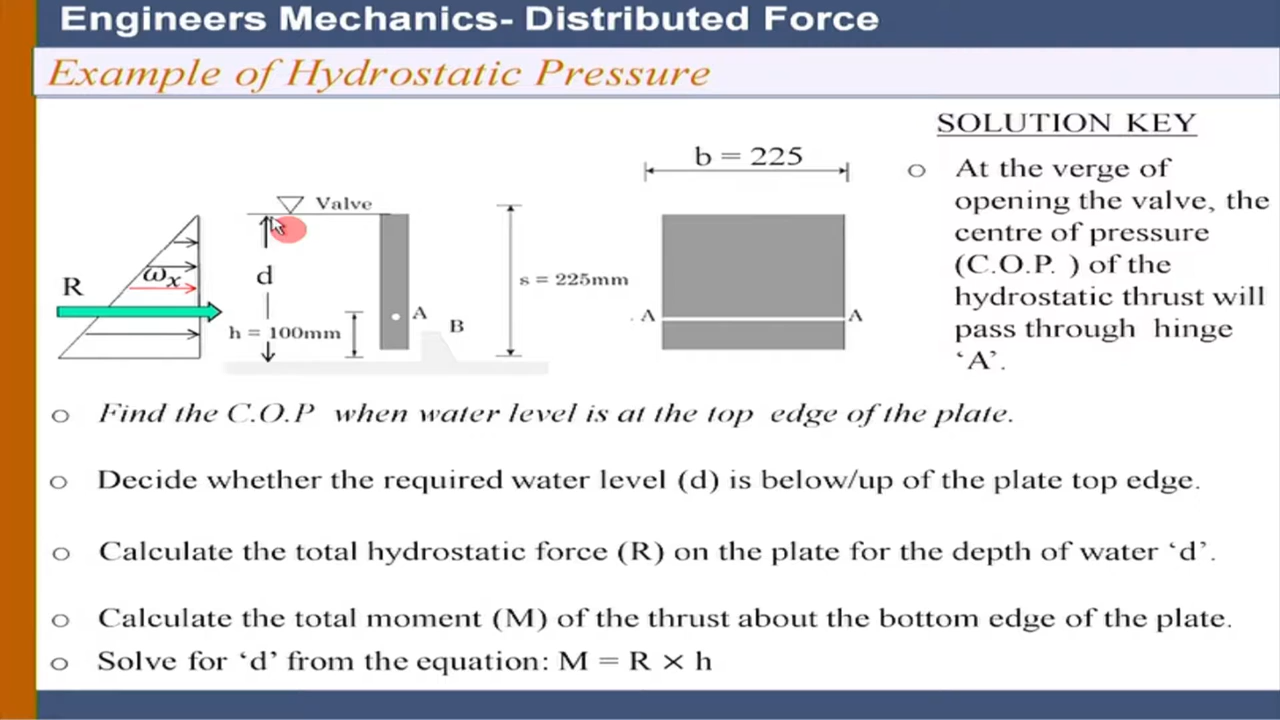 Engineers Mechanics- Distributed Force
Example of Hydrostatic Pressure
SOLUTION KEY
b = 225
o At the verge of
opening the valve, the
centre of pressure
(C.O.P. ) of the
hydrostatic thrust will
pass through hinge
‘A’.
Valve
R
ωx
d
s = 225mm
h = 100mm
A
B
A
A
o Find the C.O.P when water level is at the top edge of the plate.
o Decide whether the required water level (d) is below/up of the plate top edge.
o Calculate the total hydrostatic force (R) on the plate for the depth of water ‘d’.
o Calculate the total moment (M) of the thrust about the bottom edge of the plate.
o Solve for ‘d’ from the equation: M = R × h